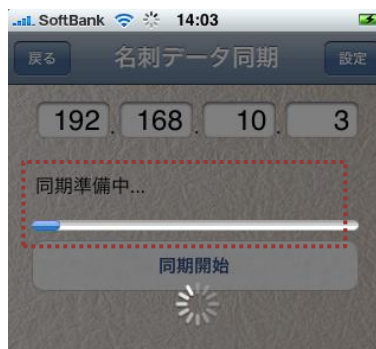 SoftBank 14:03
戻る 名刺データ同期 設定
192. 168. 10. 3
同期準備中...
同期開始